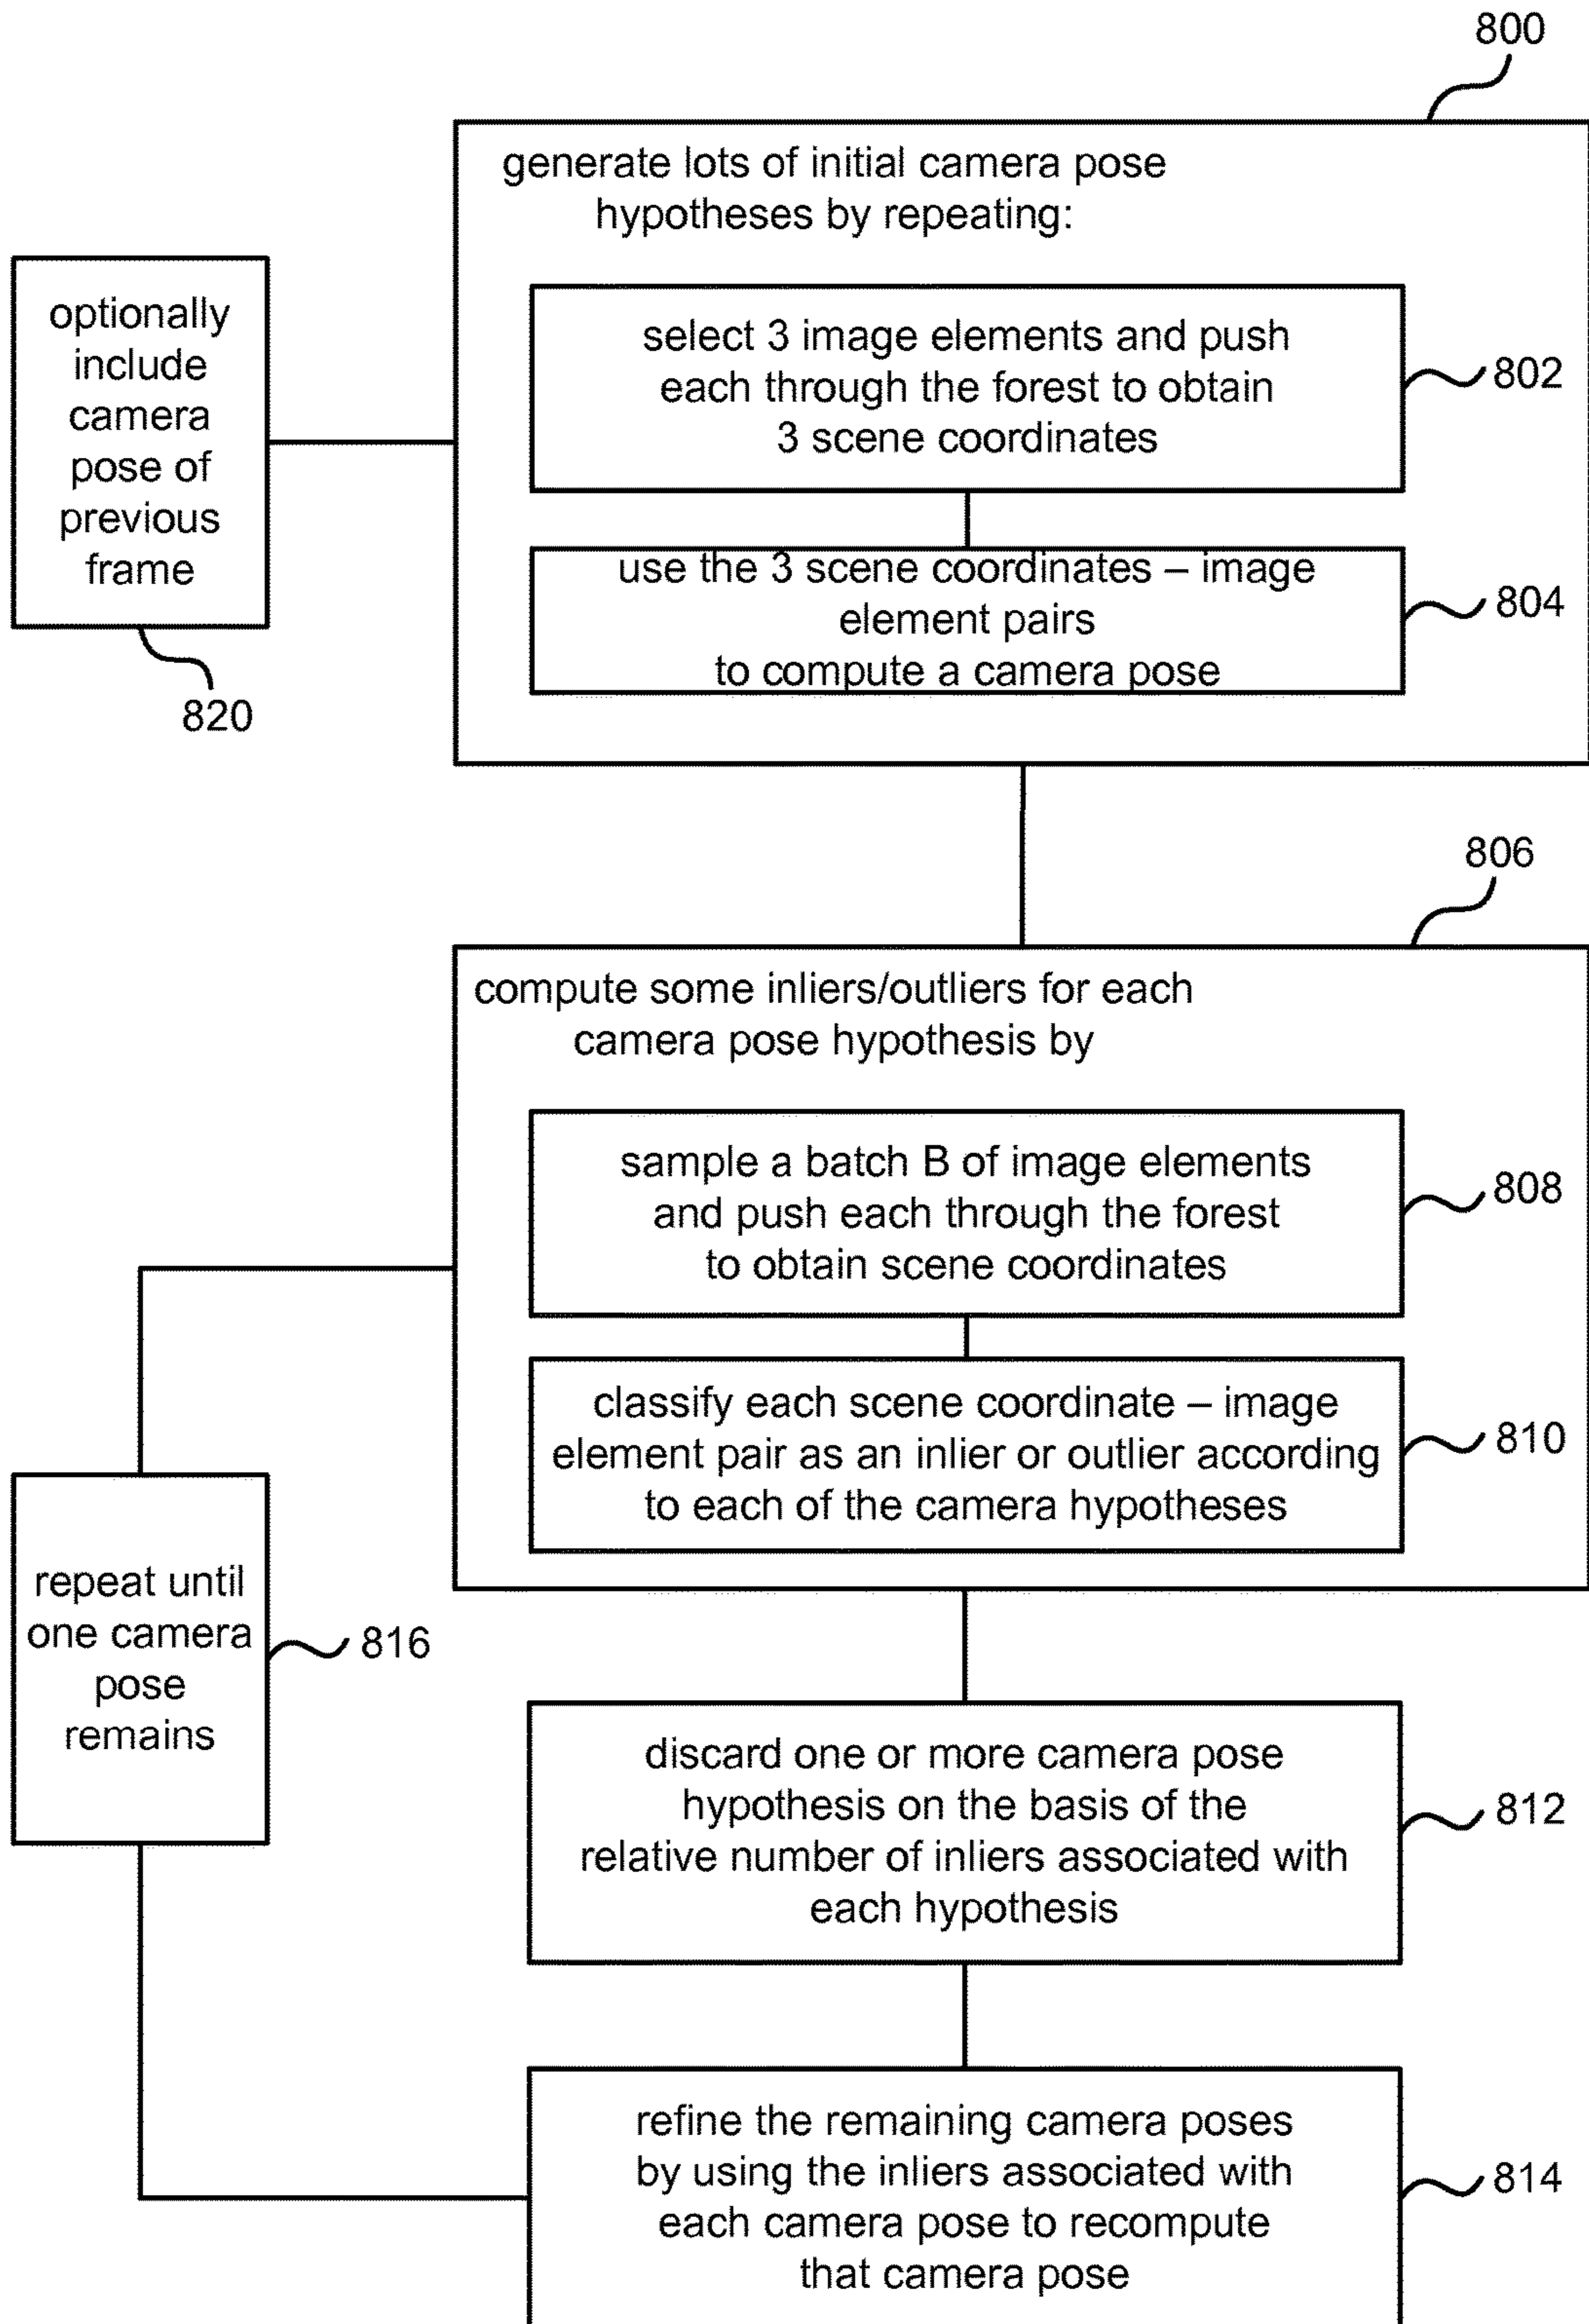 800
generate lots of initial camera pose
hypotheses by repeating:
optionally
include
camera
pose of
previous
frame
820
select 3 image elements and push
each through the forest to obtain
3 scene coordinates
802
use the 3 scene coordinates – image
element pairs
to compute a camera pose
804
806
compute some inliers/outliers for each
camera pose hypothesis by
sample a batch B of image elements
and push each through the forest
to obtain scene coordinates
808
classify each scene coordinate – image
element pair as an inlier or outlier according
to each of the camera hypotheses
810
repeat until
one camera
pose
remains
816
discard one or more camera pose
hypothesis on the basis of the
relative number of inliers associated with
each hypothesis
812
refine the remaining camera poses
by using the inliers associated with
each camera pose to recompute
that camera pose
814